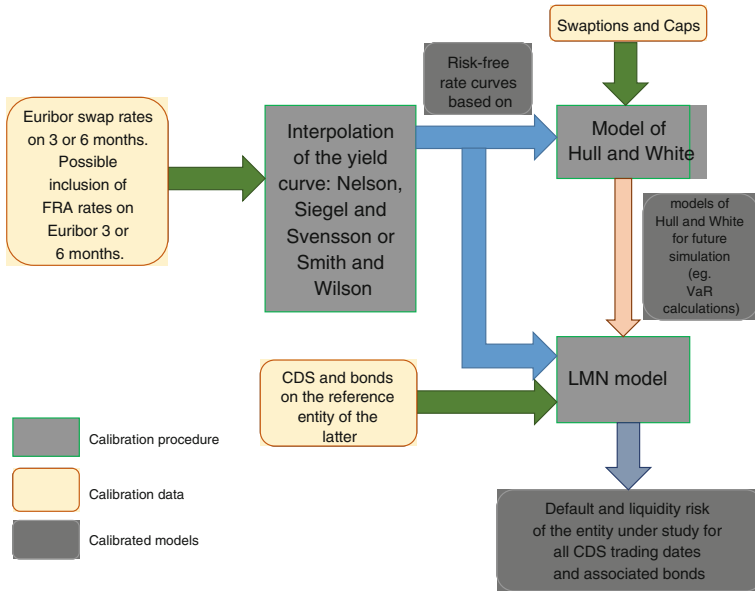 Swaptions and Caps
Risk-free
rate curves
based on
Euribor swap rates
on 3 or 6 months.
Possible
inclusion of
FRA rates on
Euribor 3 or
6 months.
Interpolation
of the yield
curve: Nelson,
Siegel and
Svensson or
Smith and
Wilson
Model of
Hull and White
models of
Hull and White
for future
simulation
(eg.
VaR
calculations)
CDS and bonds
on the reference
entity of the
latter
LMN model
Calibration procedure
Calibration data
Calibrated models
Default and liquidity risk
of the entity under study for
all CDS trading dates
and associated bonds